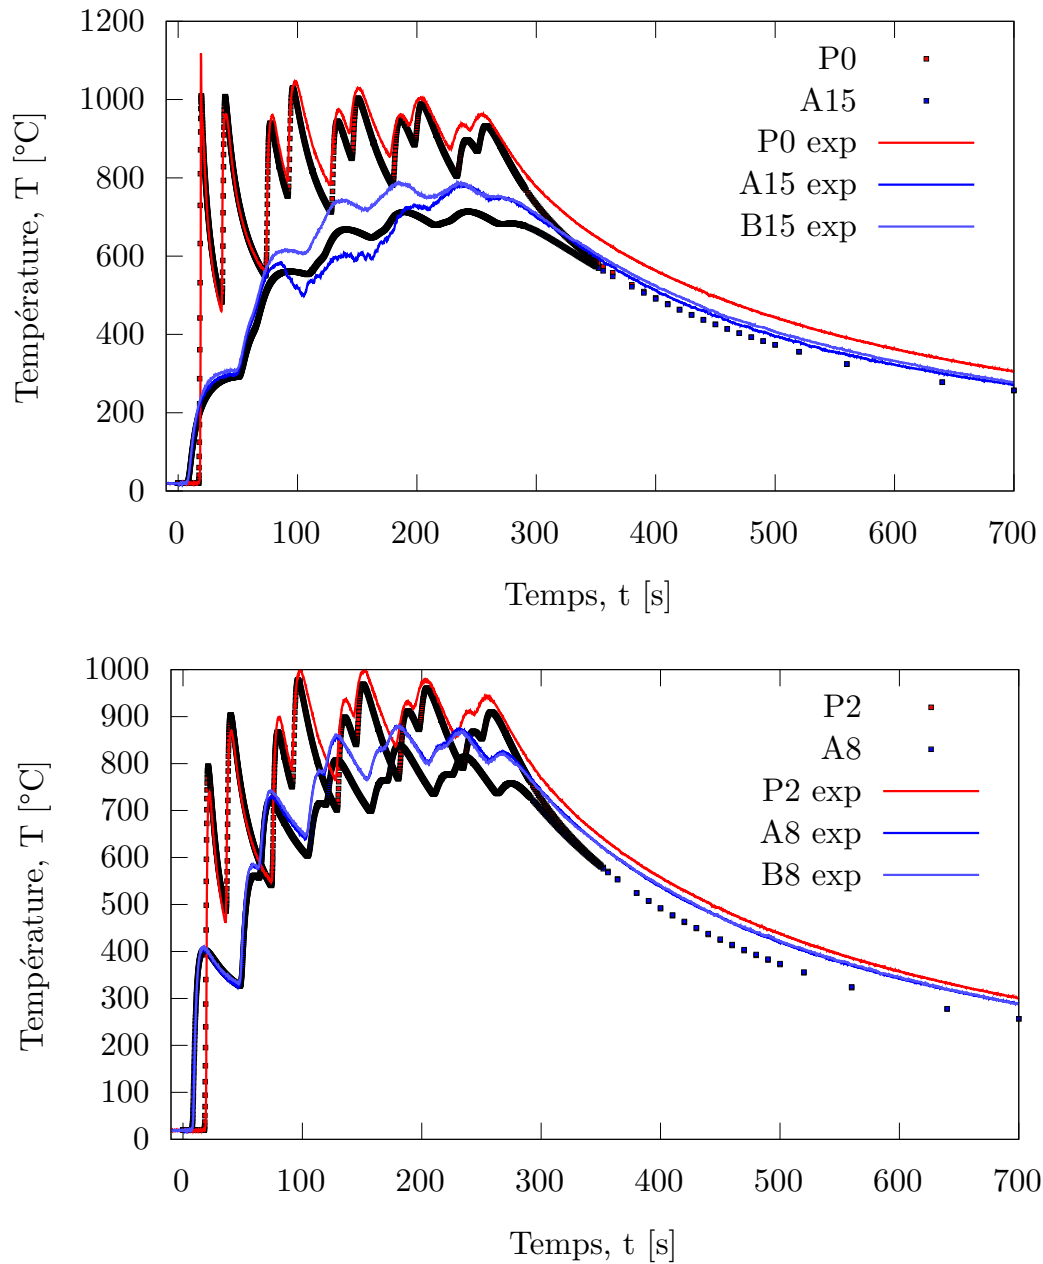 1200
1000
800
600
400
200
0
Température, T [°C]
0 100 200 300 400 500 600 700
Temps, t [s]
P0
A15
P0 exp
A15 exp
B15 exp
1000
900
800
700
600
500
400
300
200
100
0
Température, T [°C]
0 100 200 300 400 500 600 700
Temps, t [s]
P2
A8
P2 exp
A8 exp
B8 exp